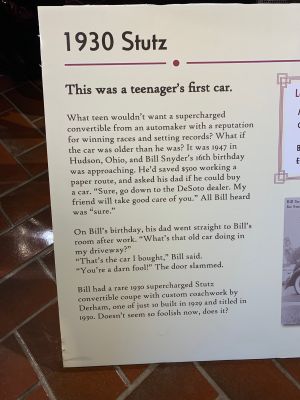 1930 Stutz
This was a teenager's first car.
What teen wouldn't want a supercharged
convertible from an automaker with a reputation
for winning races and setting records? What if
the car was older than he was? It was 1947 in
Hudson, Ohio, and Bill Snyder's 16th birthday
was approaching. He'd saved $500 working a
paper route, and asked his dad if he could buy
a car. "Sure, go down to the DeSoto dealer. My
friend will take good care of you." All Bill heard
was "sure."
On Bill's birthday, his dad went straight to Bill's
room after work. "What's that old car doing in
my driveway?"
"That's the car I bought," Bill said.
"You're a darn fool!" The door slammed.
Bill had a rare 1930 supercharged Stutz
convertible coupe with custom coachwork by
Derham, one of just 10 built in 1929 and titled in
1930. Doesn't seem so foolish now, does it?